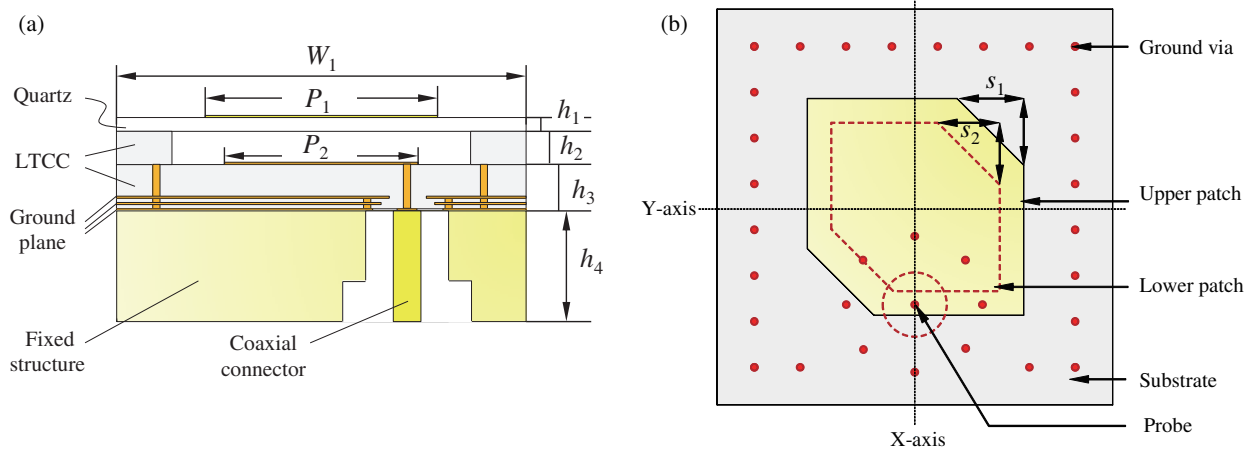 (a)
W₁
Quartz
P₁
h₁
LTCC
P₂
h₂
h₃
Ground
plane
h₄
Fixed
structure
Coaxial
connector
(b)
Ground via
s₁
s₂
Upper patch
Y-axis
Lower patch
Substrate
Probe
X-axis